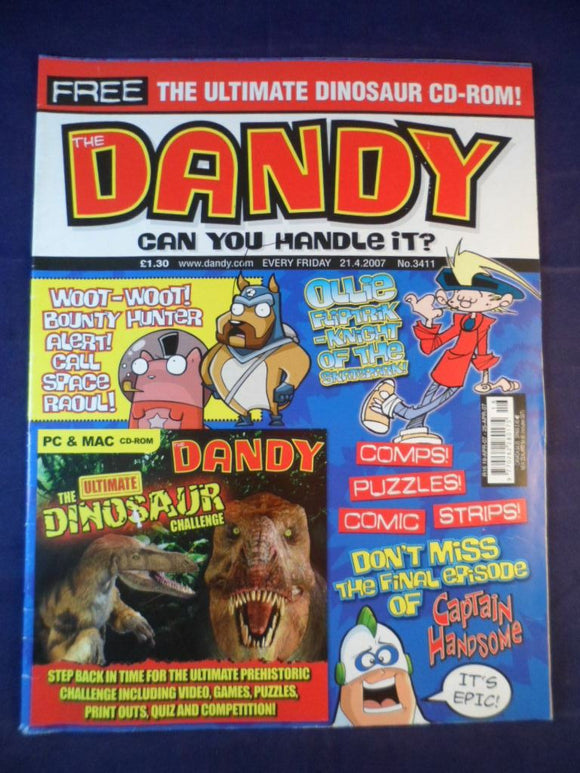 FREE THE ULTIMATE DINOSAUR CD-ROM!
THE
DANDY
CAN YOU HANDLE iT?
£1.30 www.dandy.com EVERY FRIDAY 21.4.2007 No.3411
WOOT-WOOT!
BOUNTY HUNTER
ALERT!
CALL
SPACE
RAOUL!
OLLIE
FLIPTRIK
-KNIGHT
OF THE
SKATEPARK!
PC & MAC CD-ROM
DANDY
THE
ULTIMATE
DINOSAUR
CHALLENGE
STEP BACK IN TIME FOR THE ULTIMATE PREHISTORIC
CHALLENGE INCLUDING VIDEO, GAMES, PUZZLES,
PRINT OUTS, QUIZ AND COMPETITION!
COMPS!
PUZZLES!
COMIC STRIPS!
DON'T MISS
THE FINAL EPISODE
OF CAPTAIN
HANDSOME
IT'S
EPIC!